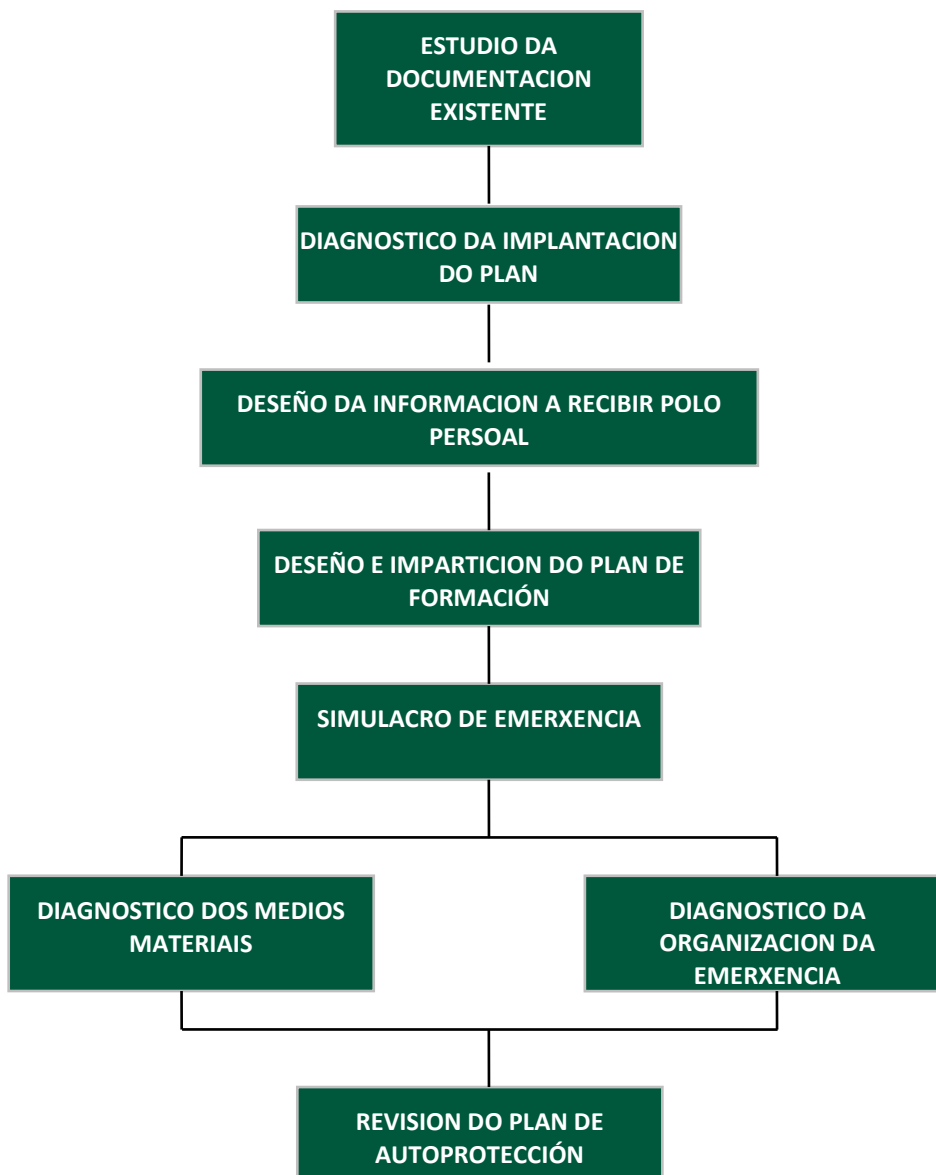 ESTUDIO DA
DOCUMENTACION
EXISTENTE
DIAGNOSTICO DA IMPLANTACION
DO PLAN
DESEÑO DA INFORMACION A RECIBIR POLO
PERSOAL
DESEÑO E IMPARTICION DO PLAN DE
FORMACIÓN
SIMULACRO DE EMERXENCIA
DIAGNOSTICO DOS MEDIOS
MATERIAIS
DIAGNOSTICO DA
ORGANIZACION DA
EMERXENCIA
REVISION DO PLAN DE
AUTOPROTECCIÓN